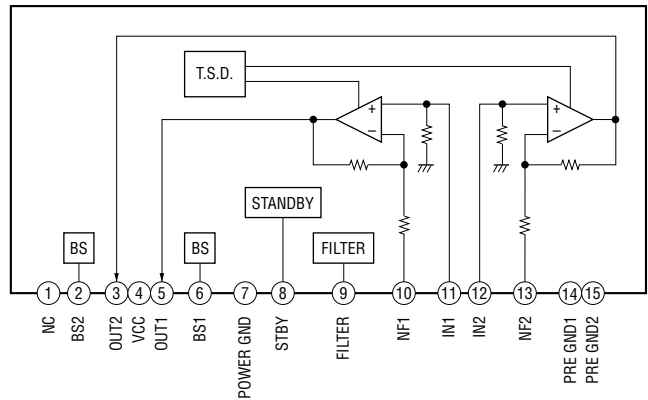 T.S.D.
+
−
+
−
STANDBY
BS
BS
FILTER
1
2
3
4
5
6
7
8
9
10
11
12
13
14
15
NC
BS2
OUT2
VCC
OUT1
BS1
POWER GND
STBY
FILTER
NF1
IN1
IN2
NF2
PRE GND1
PRE GND2